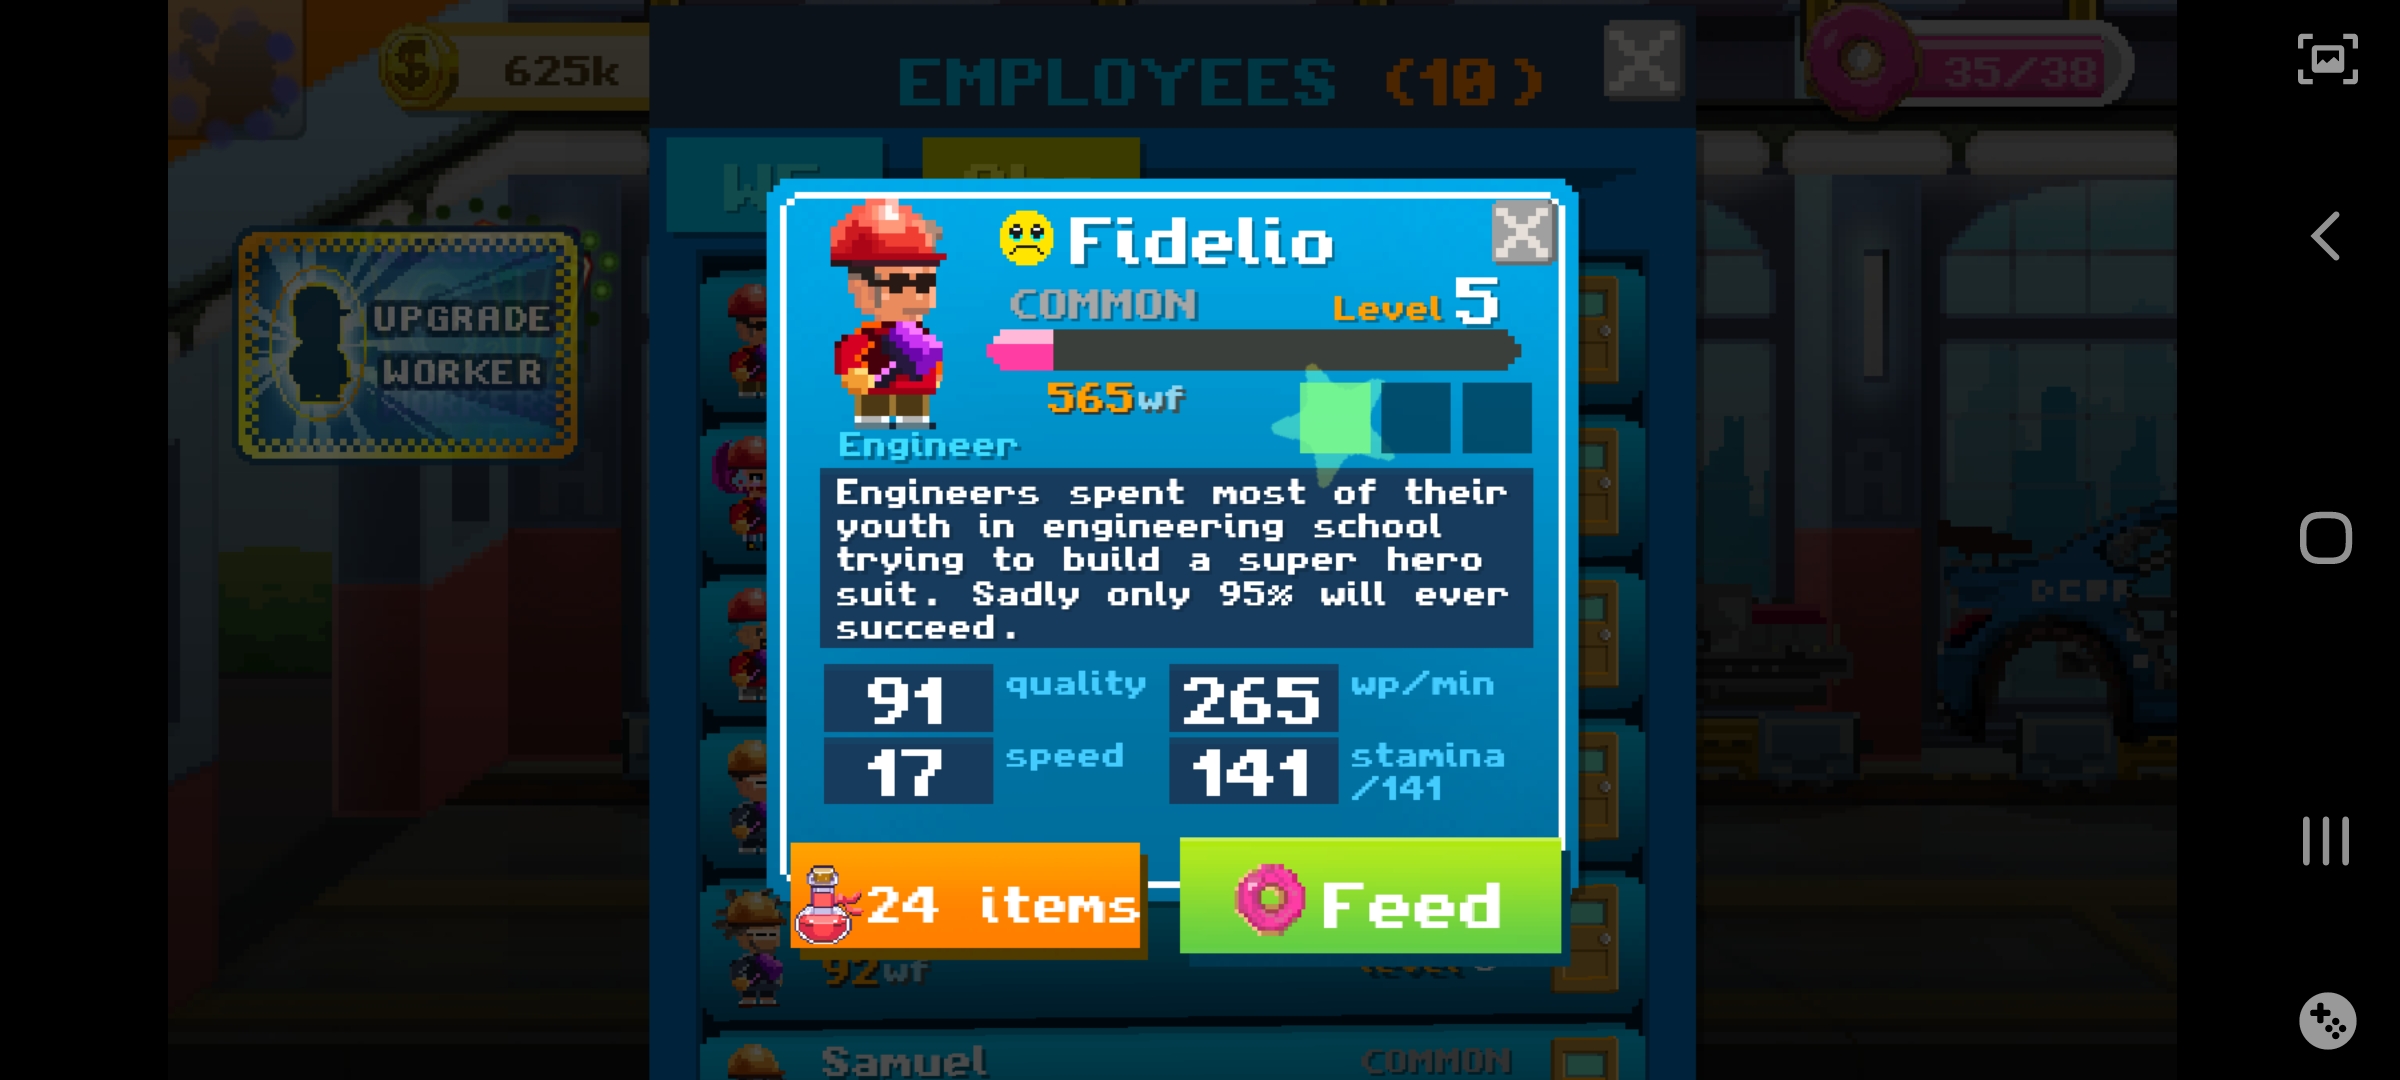 625k
EMPLOYEES (10)
35/38
UPGRADE
WORKER
Fidelio
COMMON
Level 5
565wf
Engineer
Engineers spent most of their
youth in engineering school
trying to build a super hero
suit. Sadly only 95% will ever
succeed.
91 quality 265 wp/min
17 speed 141 stamina
/141
24 items Feed
92wf
Samuel COMMON